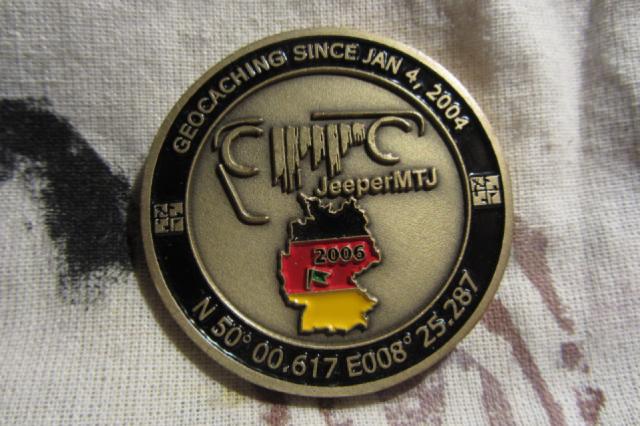 GEOCACHING SINCE JAN 4, 2004
JeeperMTJ
2006
N 50° 00.617 E008° 25.287